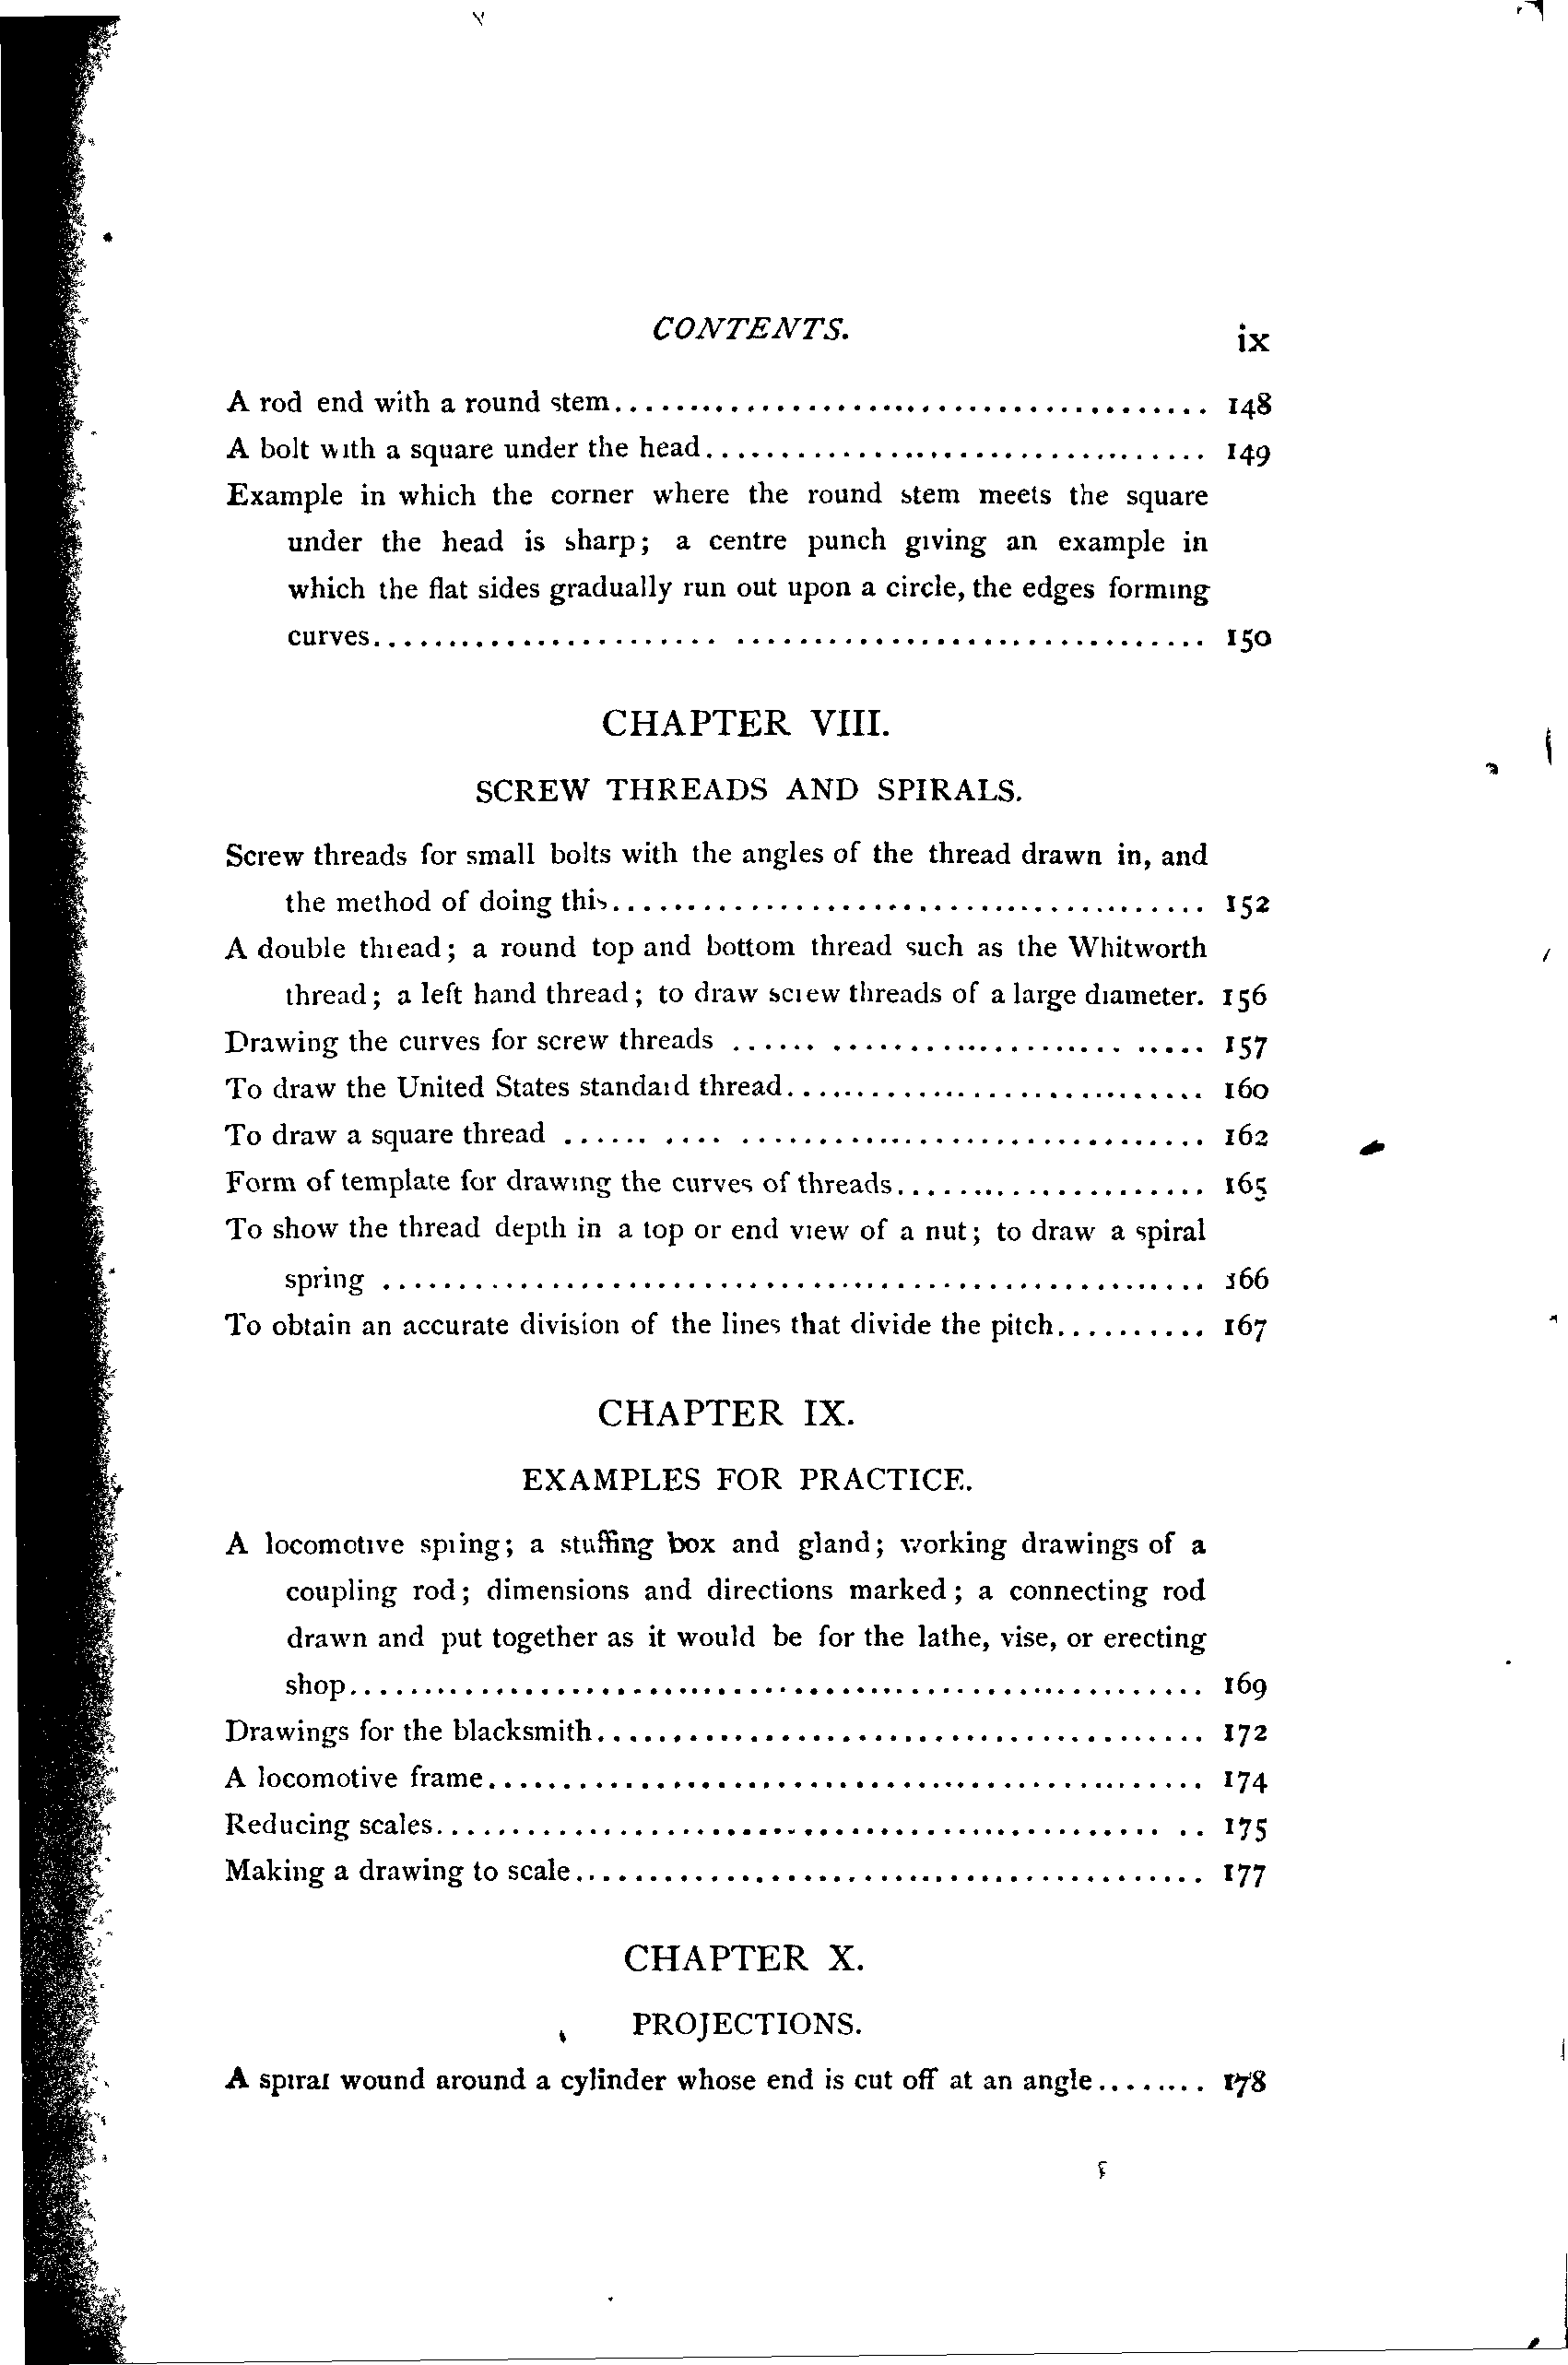 CONTENTS. ix
A rod end with a round stem........................................ 148
A bolt with a square under the head................................. 149
Example in which the corner where the round stem meets the square
under the head is sharp; a centre punch giving an example in
which the flat sides gradually run out upon a circle, the edges forming
curves....................... ............................... 150
CHAPTER VIII.
SCREW THREADS AND SPIRALS.
Screw threads for small bolts with the angles of the thread drawn in, and
the method of doing this....................................... 152
A double thread; a round top and bottom thread such as the Whitworth
thread; a left hand thread; to draw screw threads of a large diameter. 156
Drawing the curves for screw threads ...... ................... ..... 157
To draw the United States standard thread............................ 160
To draw a square thread ...... .... ............................... 162
Form of template for drawing the curves of threads..................... 165
To show the thread depth in a top or end view of a nut; to draw a spiral
spring ...................................................... 166
To obtain an accurate division of the lines that divide the pitch.......... 167
CHAPTER IX.
EXAMPLES FOR PRACTICE.
A locomotive spring; a stuffing box and gland; working drawings of a
coupling rod; dimensions and directions marked; a connecting rod
drawn and put together as it would be for the lathe, vise, or erecting
shop........................................................ 169
Drawings for the blacksmith........................................ 172
A locomotive frame............................................... 174
Reducing scales................................................ .. 175
Making a drawing to scale.......................................... 177
CHAPTER X.
PROJECTIONS.
A spiral wound around a cylinder whose end is cut off at an angle........ 178